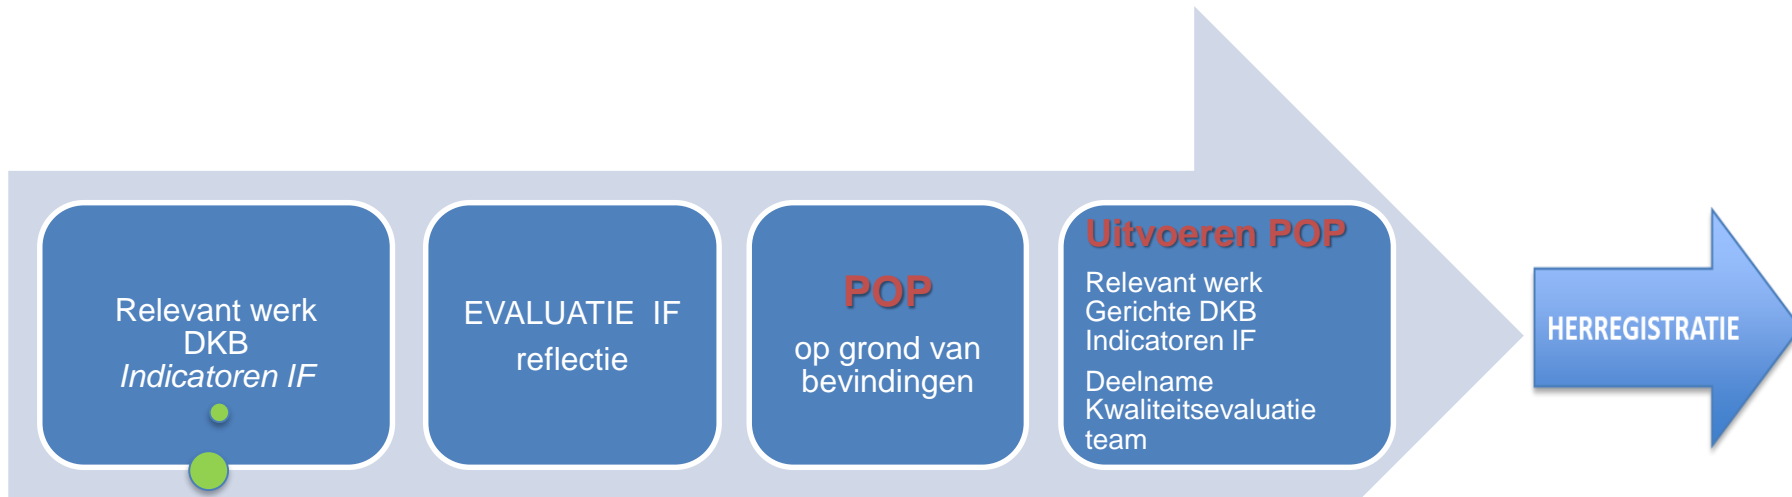 Relevant werk
DKB
Indicatoren IF
EVALUATIE IF
reflectie
POP
op grond van
bevindingen
Uitvoeren POP
Relevant werk
Gerichte DKB
Indicatoren IF
Deelname
Kwaliteitsevaluatie
team
HERREGISTRATIE